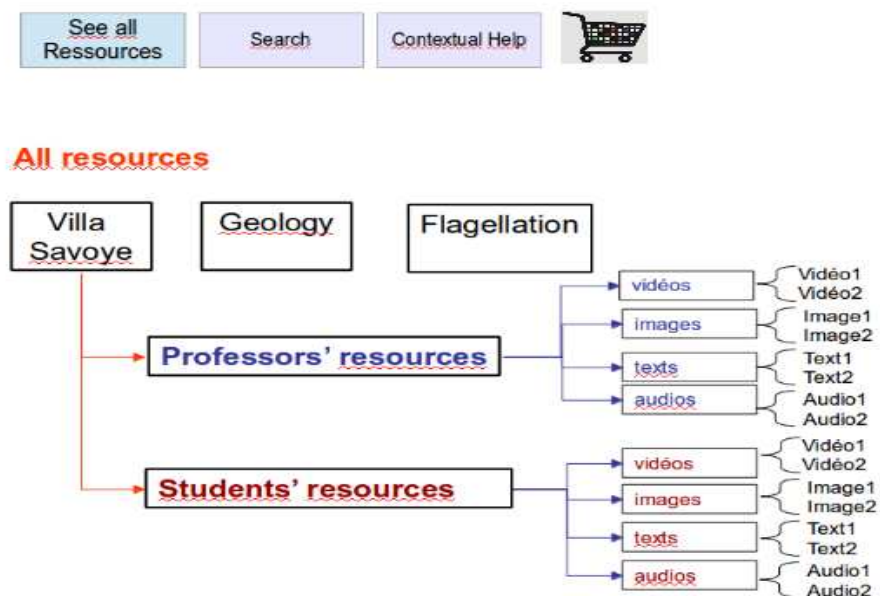 See all
Ressources
Search
Contextual Help
All resources
Villa
Savoye
Geology
Flagellation
Professors' resources
vidéos
Vidéo1
Vidéo2
images
Image1
Image2
texts
Text1
Text2
audios
Audio1
Audio2
Students' resources
vidéos
Vidéo1
Vidéo2
images
Image1
Image2
texts
Text1
Text2
audios
Audio1
Audio2